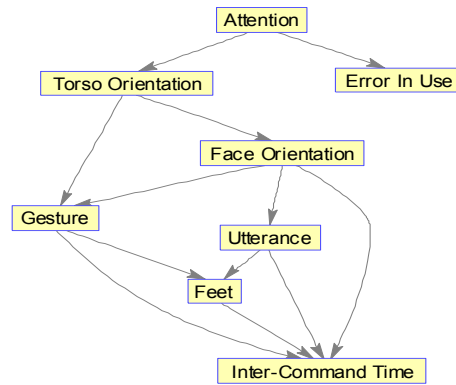 Attention
Torso Orientation
Error In Use
Face Orientation
Gesture
Utterance
Feet
Inter-Command Time